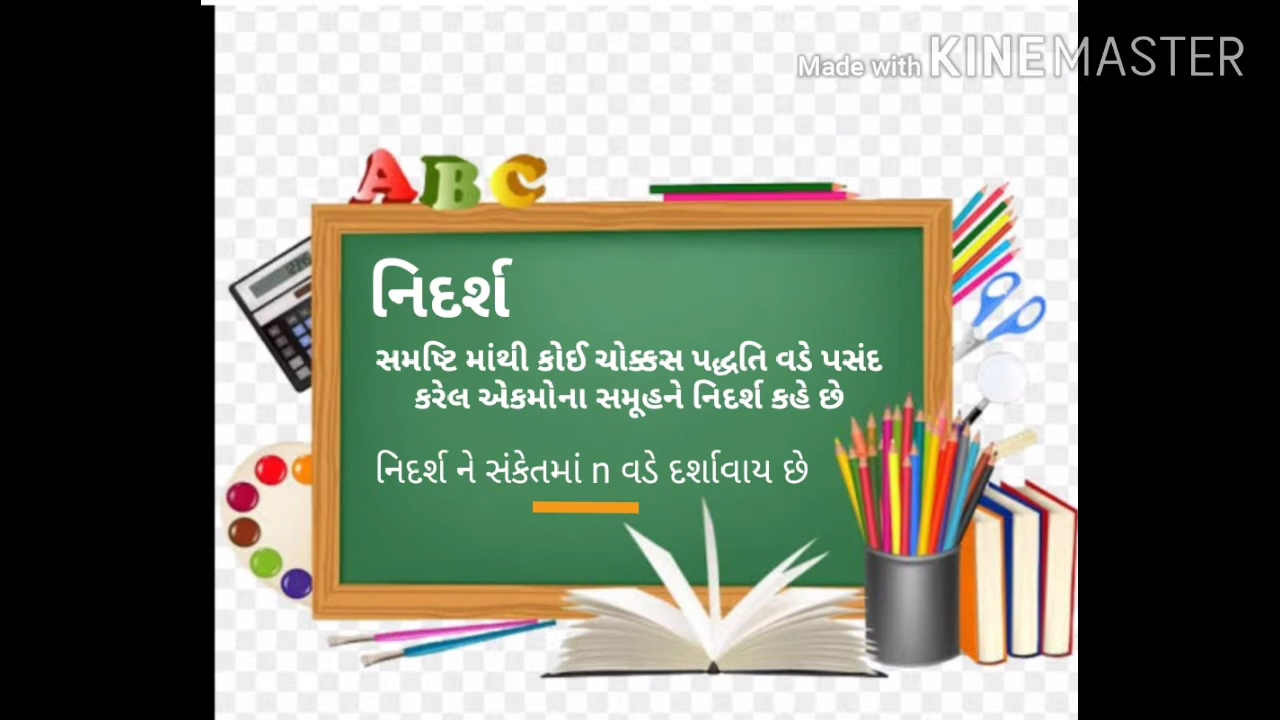 Made with KINEMASTER
ABC
નિદર્શ
સમષ્ટિ માંથી કોઈ ચોક્કસ પદ્ધતિ વડે પસંદ
કરેલ એકમોના સમૂહને નિદર્શ કહે છે
નિદર્શ ને સંકેતમાં n વડે દર્શાવાય છે